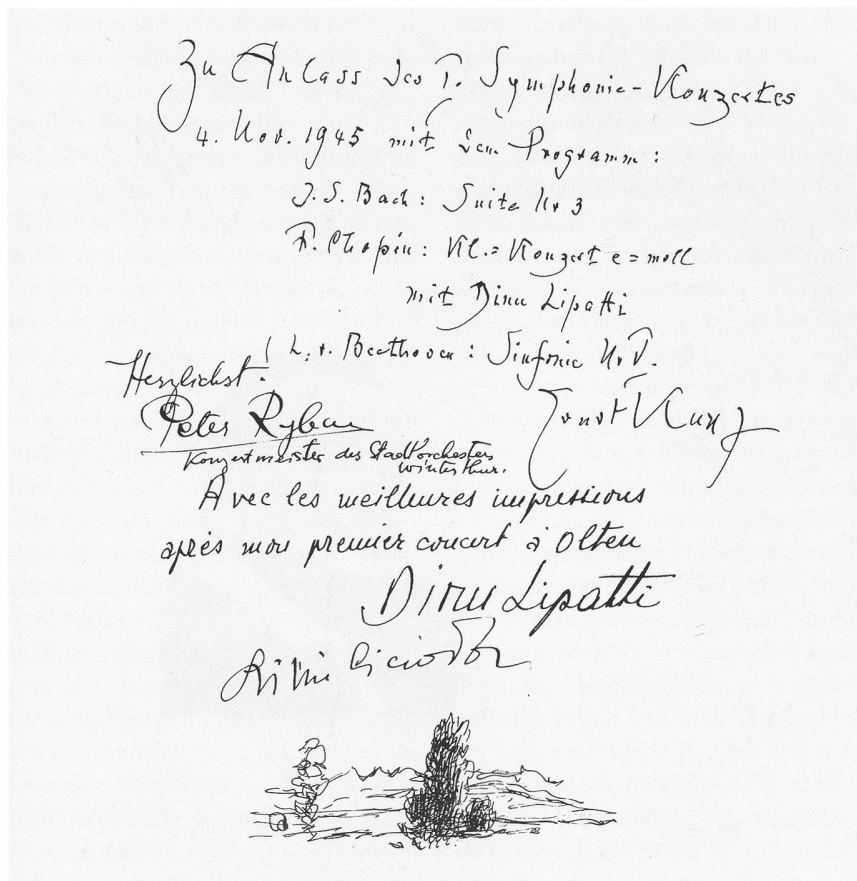 Zu Anlass des I. Symphonie-Konzertes
4. Nov. 1945 mit dem Programm:
J.S. Bach: Suite Nr 3
F. Chopin: Kl.=Konzert e=moll
mit Dinu Lipatti
L. v. Beethoven: Sinfonie Nr I.
Herzlichst!
Peter Rybar
Konzertmeister des Stadtorchesters
Winterthur.
Ernst Kunz
Avec les meilleures impressions
après mon premier concert à Olten
Dinu Lipatti